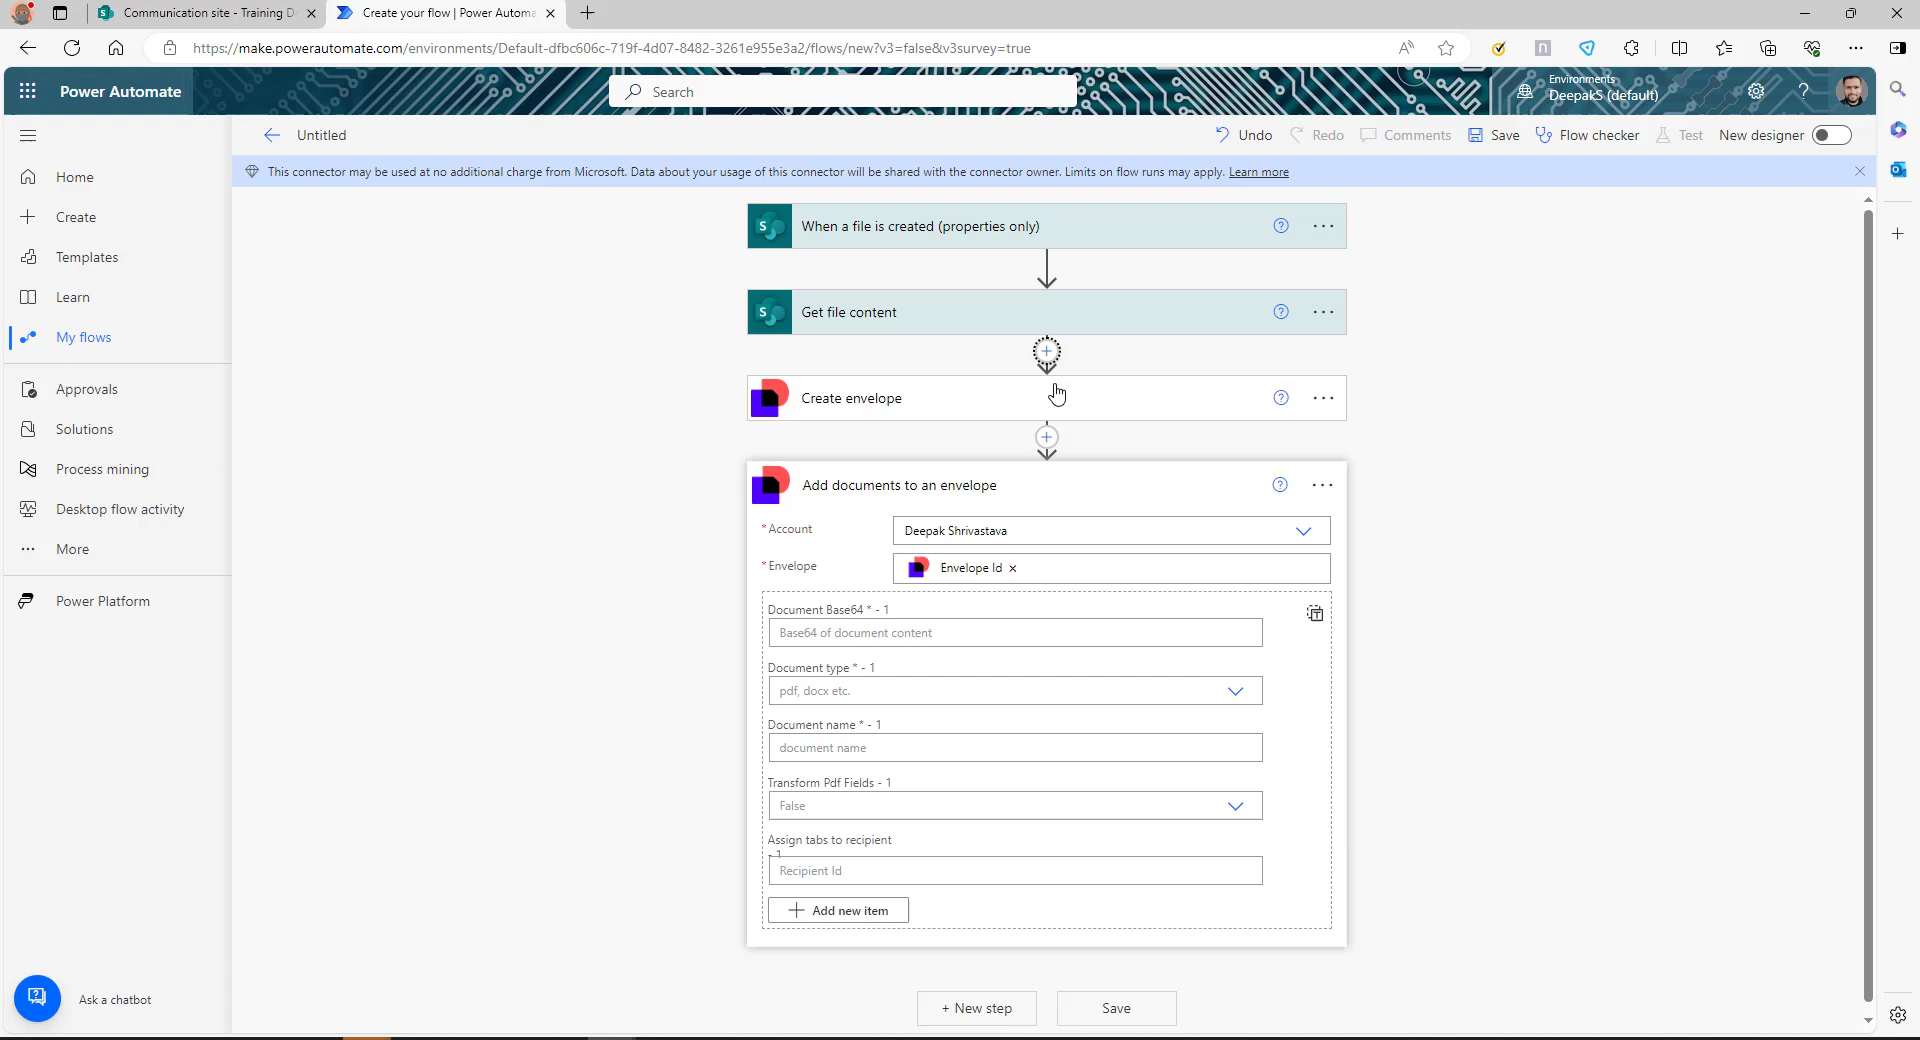 Communication site - Training D
Create your flow | Power Automa
https://make.powerautomate.com/environments/Default-dfbc606c-719f-4d07-8482-3261e955e3a2/flows/new?v3=false&v3survey=true
Power Automate
Search
Environments
DeepakS (default)
Untitled
Undo
Redo
Comments
Save
Flow checker
Test
New designer
This connector may be used at no additional charge from Microsoft. Data about your usage of this connector will be shared with the connector owner. Limits on flow runs may apply. Learn more
Home
Create
Templates
Learn
My flows
Approvals
Solutions
Process mining
Desktop flow activity
More
Power Platform
Ask a chatbot
When a file is created (properties only)
Get file content
Create envelope
Add documents to an envelope
*Account
Deepak Shrivastava
*Envelope
Envelope Id
Document Base64 * - 1
Base64 of document content
Document type * - 1
pdf, docx etc.
Document name * - 1
document name
Transform Pdf Fields - 1
False
Assign tabs to recipient
- 1
Recipient Id
Add new item
+ New step
Save